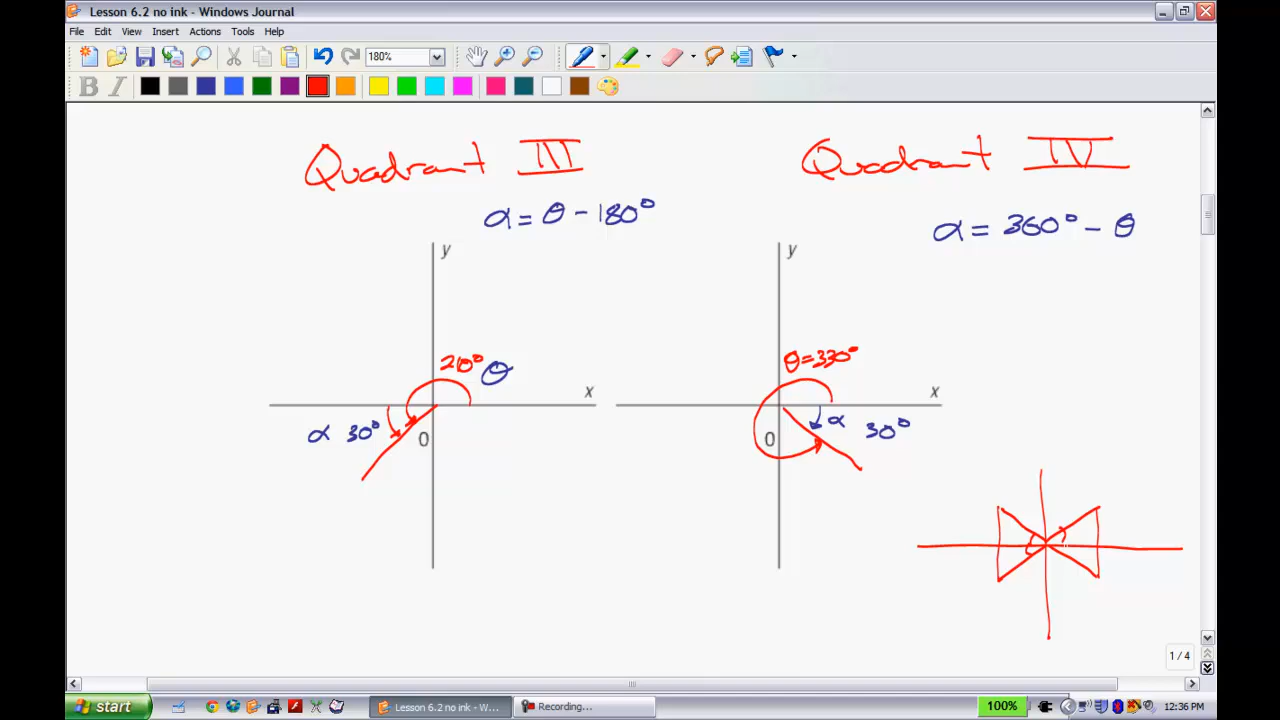 Lesson 6.2 no ink - Windows Journal
File Edit View Insert Actions Tools Help
180%
B I
Quadrant III
Quadrant IV
α = θ - 180°
α = 360° - θ
y
y
210° θ
θ = 330°
x
x
α 30°
0
0
α 30°
1 / 4
start
Lesson 6.2 no ink - W...
Recording...
100%
12:36 PM